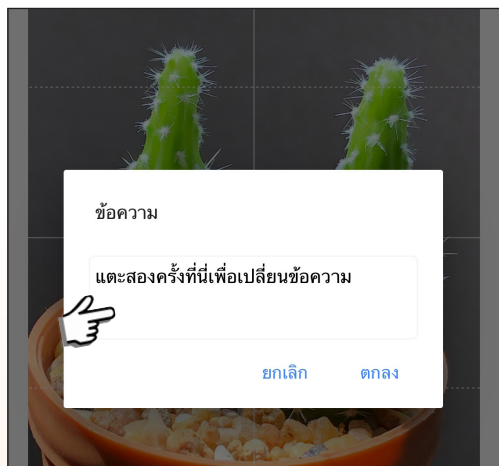 ข้อความ
แตะสองครั้งที่นี่เพื่อเปลี่ยนข้อความ
ยกเลิก ตกลง